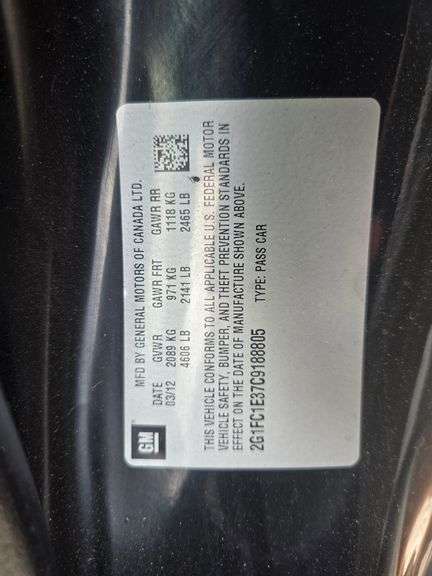 GM
MFD BY GENERAL MOTORS OF CANADA LTD.
DATE GVWR GAWR FRT GAWR RR
03/12 2089 KG 971 KG 1118 KG
4606 LB 2141 LB 2465 LB
THIS VEHICLE CONFORMS TO ALL APPLICABLE U.S. FEDERAL MOTOR
VEHICLE SAFETY, BUMPER, AND THEFT PREVENTION STANDARDS IN
EFFECT ON THE DATE OF MANUFACTURE SHOWN ABOVE.
2G1FC1E37C9188805 TYPE: PASS CAR